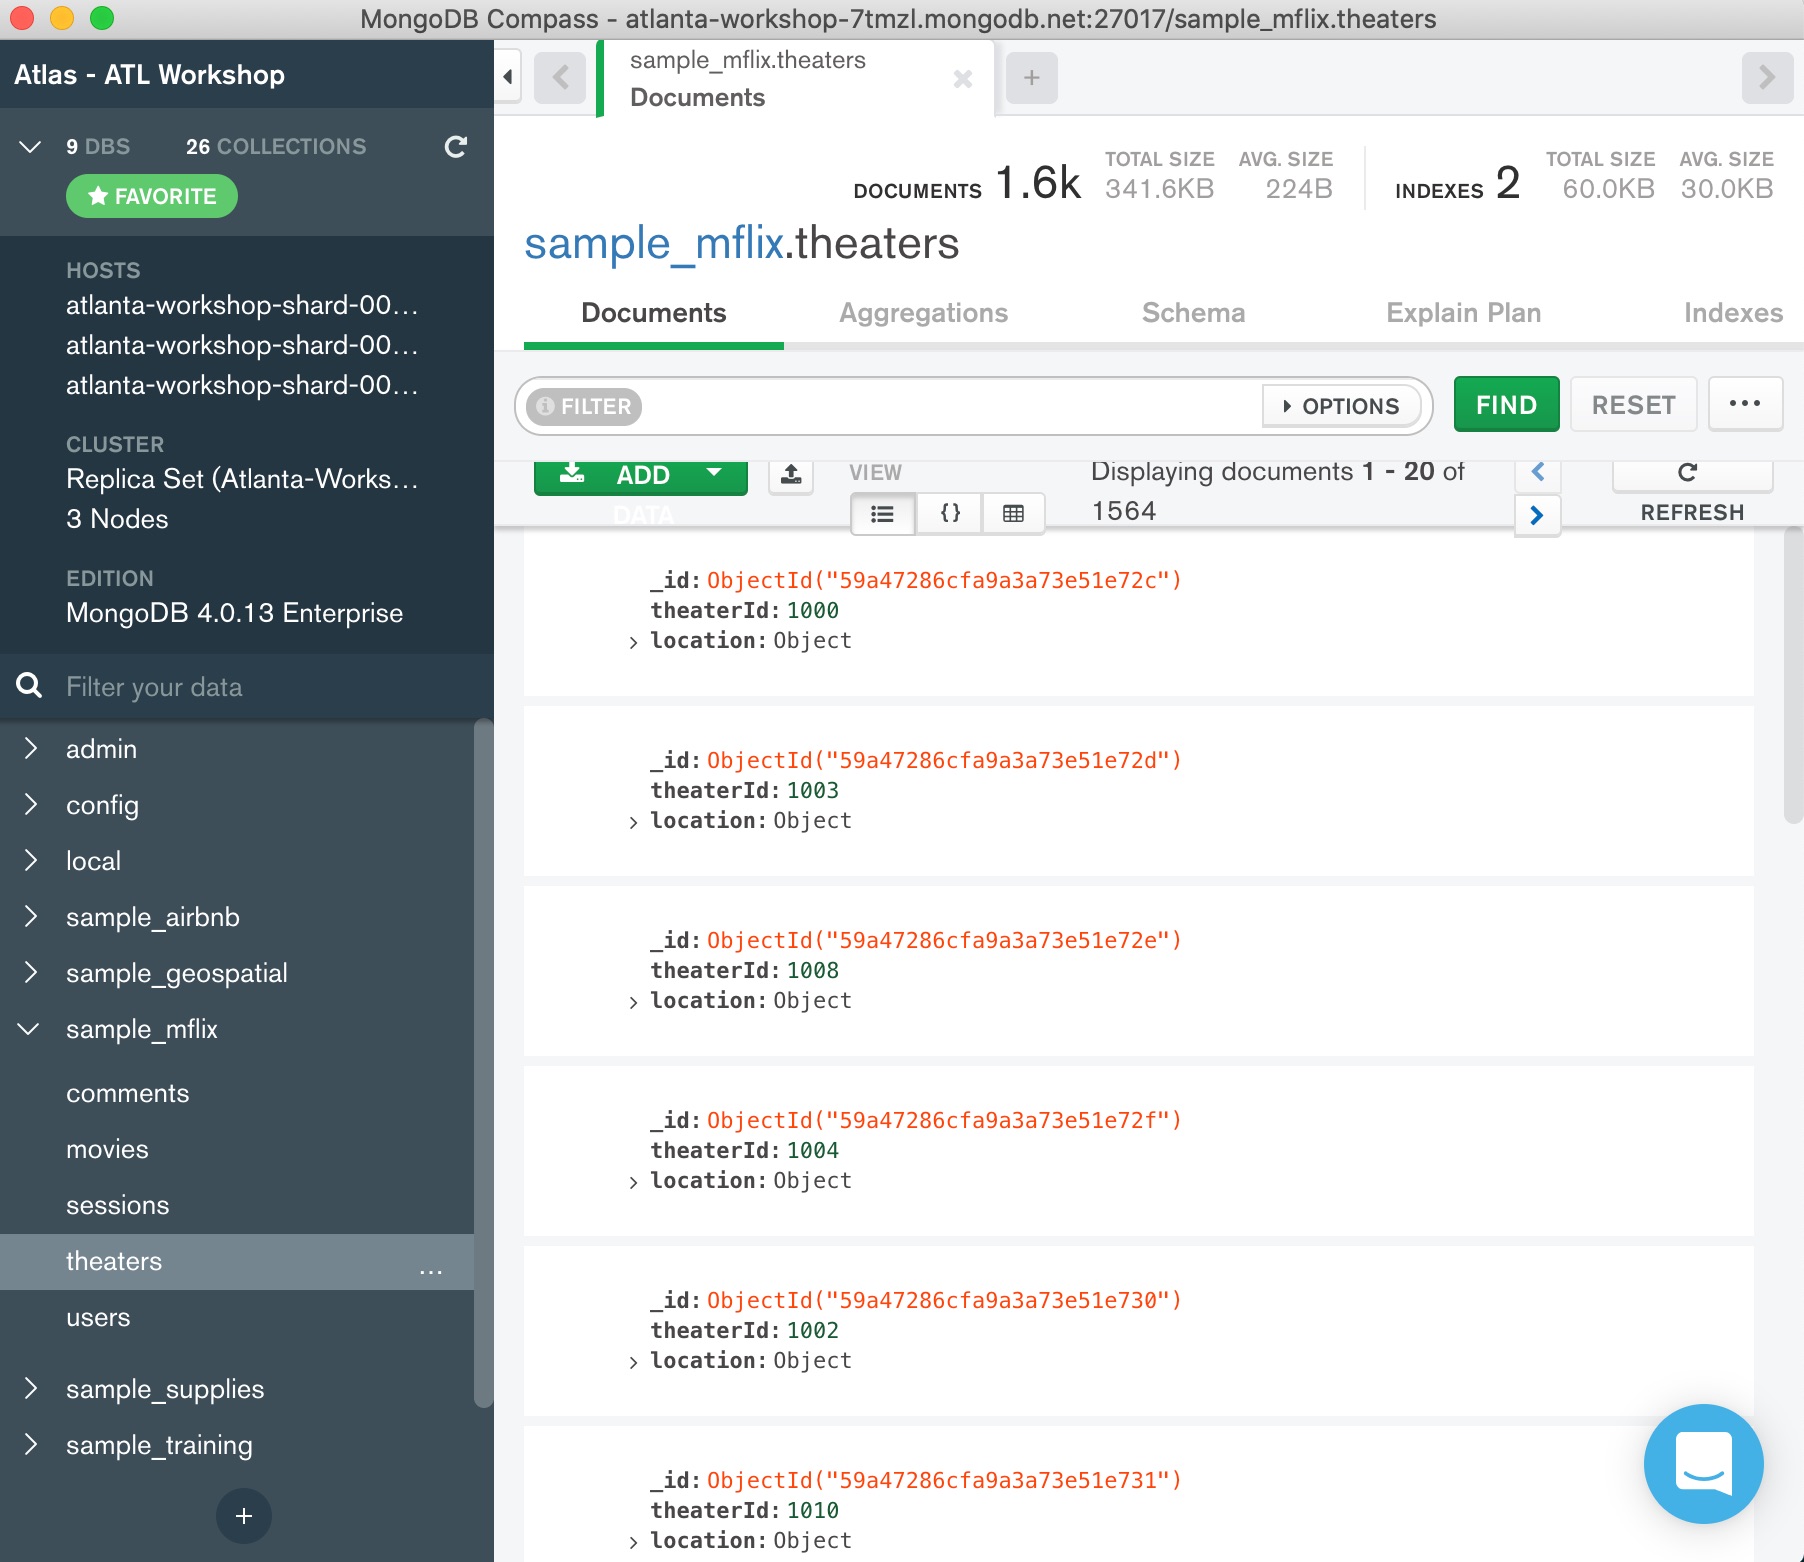 MongoDB Compass - atlanta-workshop-7tmzl.mongodb.net:27017/sample_mflix.theaters
Atlas - ATL Workshop
9 DBS 26 COLLECTIONS
FAVORITE
HOSTS
atlanta-workshop-shard-00...
atlanta-workshop-shard-00...
atlanta-workshop-shard-00...
CLUSTER
Replica Set (Atlanta-Works...
3 Nodes
EDITION
MongoDB 4.0.13 Enterprise
Filter your data
admin
config
local
sample_airbnb
sample_geospatial
sample_mflix
comments
movies
sessions
theaters ...
users
sample_supplies
sample_training
+
sample_mflix.theaters
Documents
+
DOCUMENTS 1.6k TOTAL SIZE 341.6KB AVG. SIZE 224B
INDEXES 2 TOTAL SIZE 60.0KB AVG. SIZE 30.0KB
sample_mflix.theaters
Documents Aggregations Schema Explain Plan Indexes
FILTER OPTIONS FIND RESET ...
ADD DATA VIEW { } Displaying documents 1 - 20 of 1564 REFRESH
_id: ObjectId("59a47286cfa9a3a73e51e72c")
theaterId: 1000
> location: Object
_id: ObjectId("59a47286cfa9a3a73e51e72d")
theaterId: 1003
> location: Object
_id: ObjectId("59a47286cfa9a3a73e51e72e")
theaterId: 1008
> location: Object
_id: ObjectId("59a47286cfa9a3a73e51e72f")
theaterId: 1004
> location: Object
_id: ObjectId("59a47286cfa9a3a73e51e730")
theaterId: 1002
> location: Object
_id: ObjectId("59a47286cfa9a3a73e51e731")
theaterId: 1010
> location: Object